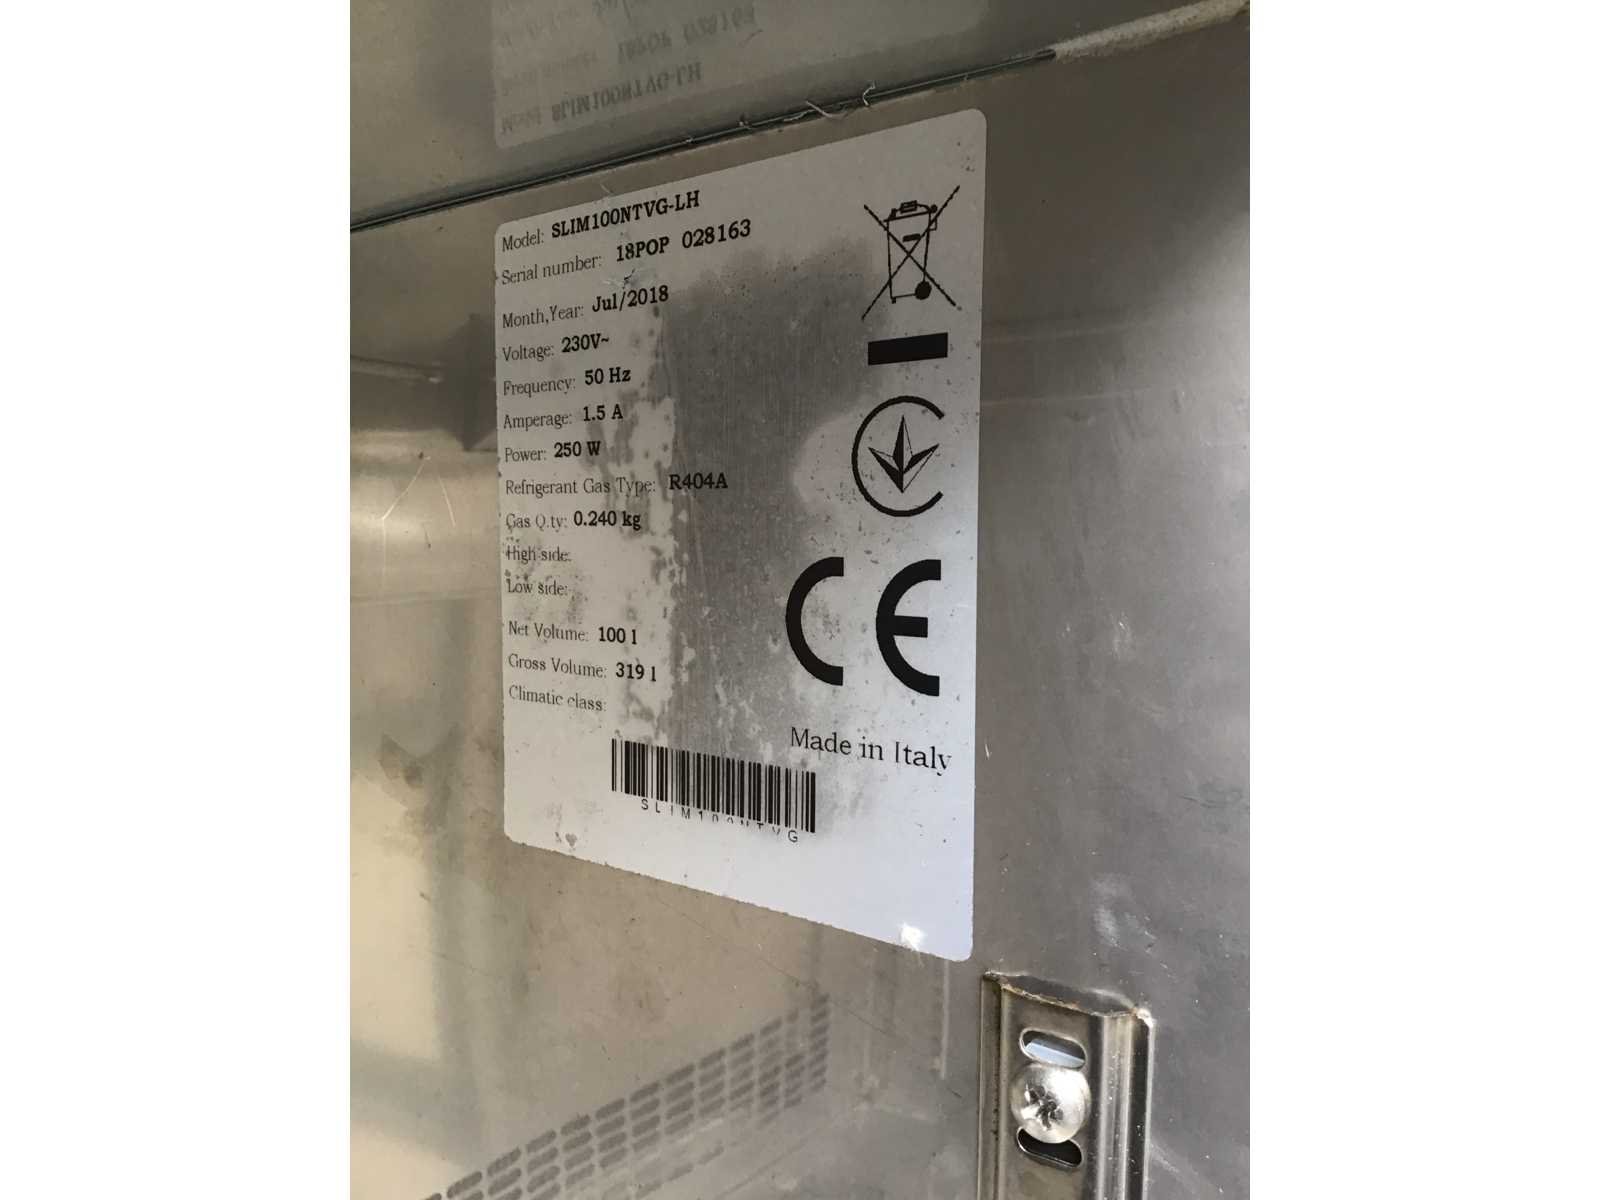 Model: SLIM100NTVG-LH
Serial number: 18POP 028163
Month,Year: Jul/2018
Voltage: 230V~
Frequency: 50 Hz
Amperage: 1.5 A
Power: 250 W
Refrigerant Gas Type: R404A
Gas Q.ty: 0.240 kg
High side:
Low side:
Net Volume: 100 l
Gross Volume: 319 l
Climatic class:
CE
Made in Italy
SLIM100NTVG